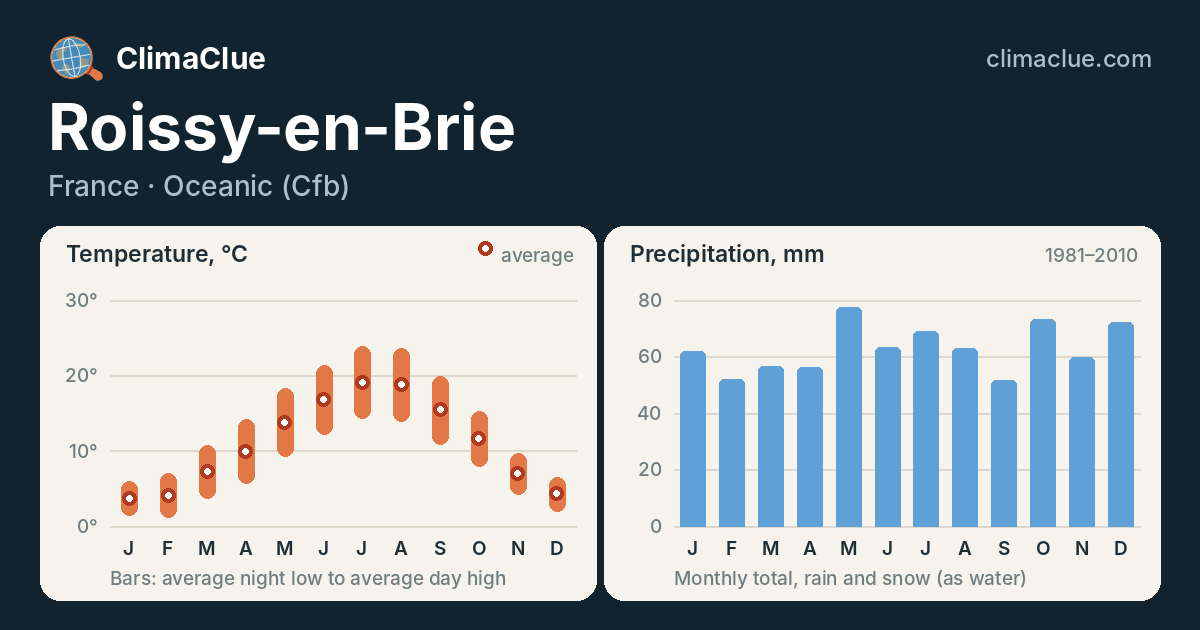 ClimaClue
climaclue.com
Roissy-en-Brie
France · Oceanic (Cfb)
Temperature, °C
average
30°
20°
10°
0°
J F M A M J J A S O N D
Bars: average night low to average day high
Precipitation, mm
1981–2010
80
60
40
20
0
J F M A M J J A S O N D
Monthly total, rain and snow (as water)